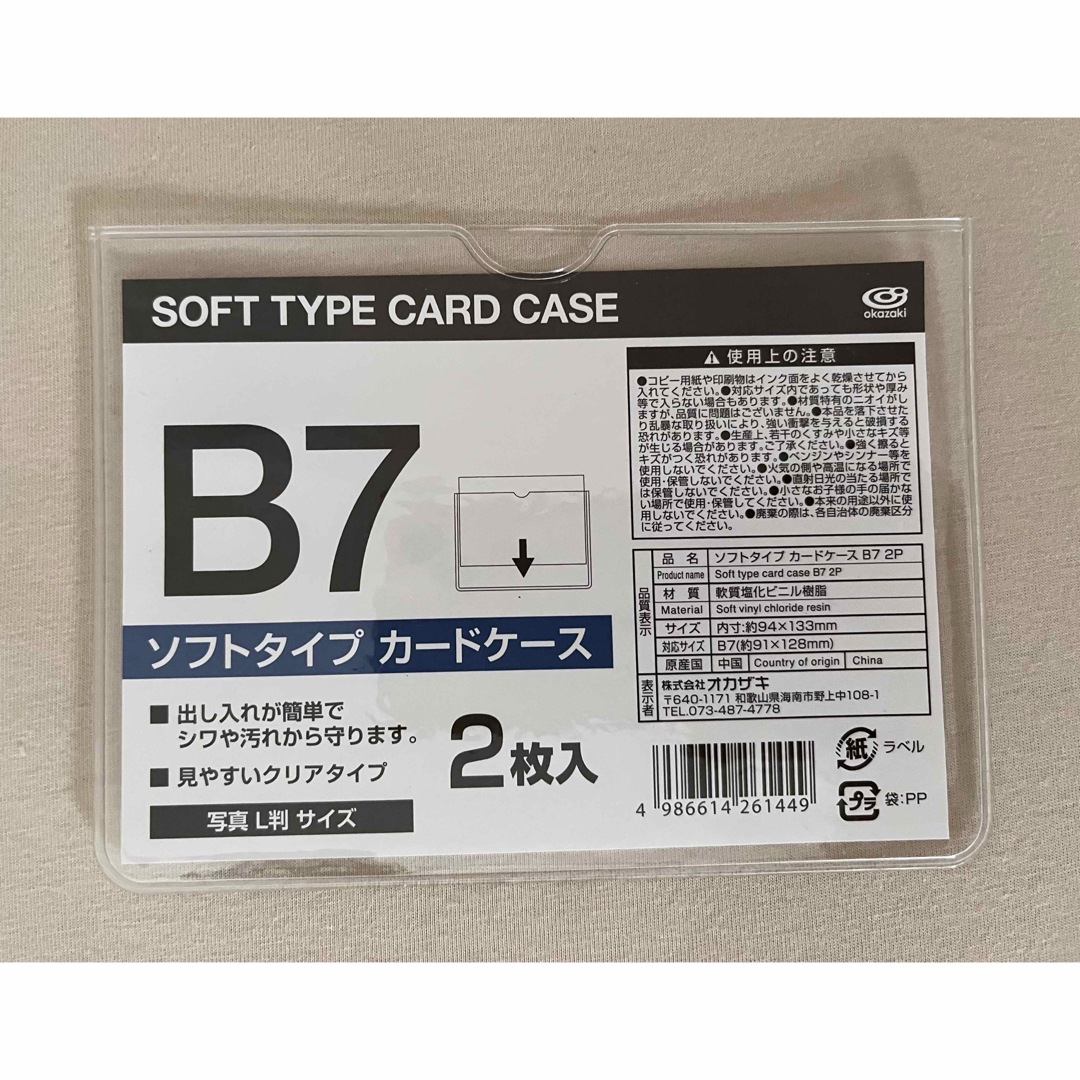 SOFT TYPE CARD CASE
okazaki
B7
ソフトタイプ カードケース
■ 出し入れが簡単で
シワや汚れから守ります。
■ 見やすいクリアタイプ
写真 L判 サイズ
2枚入
⚠ 使用上の注意
●コピー用紙や印刷物はインク面をよく乾燥させてから
入れてください。●対応サイズ内であっても形状や厚み
等で入らない場合もあります。●材質特有のニオイがし
ますが、品質に問題はございません。●本品を落下させた
り乱暴な取り扱いにより、強い衝撃を与えると破損する
恐れがあります。●生産上、若干のくすみや小さなキズ等
が生じる場合があります。ご了承ください。●強く擦ると
キズがつく恐れがあります。●ベンジンやシンナー等を
使用しないでください。●火気の側や高温になる場所で
使用・保管しないでください。●直射日光の当たる場所で
は保管しないでください。●小さなお子様の手の届かな
い場所で使用・保管してください。●本来の用途以外に使
用しないでください。●廃棄の際は、各自治体の廃棄区分
に従ってください。
品質表示
品 名 ソフトタイプ カードケース B7 2P
Product name Soft type card case B7 2P
材 質 軟質塩化ビニル樹脂
Material Soft vinyl chloride resin
サイズ 内寸:約94×133mm
対応サイズ B7(約91×128mm)
原産国 中国 Country of origin China
表示者
株式会社オカザキ
〒640-1171 和歌山県海南市野上中108-1
TEL.073-487-4778
4 986614 261449
紙 ラベル
プラ 袋:PP